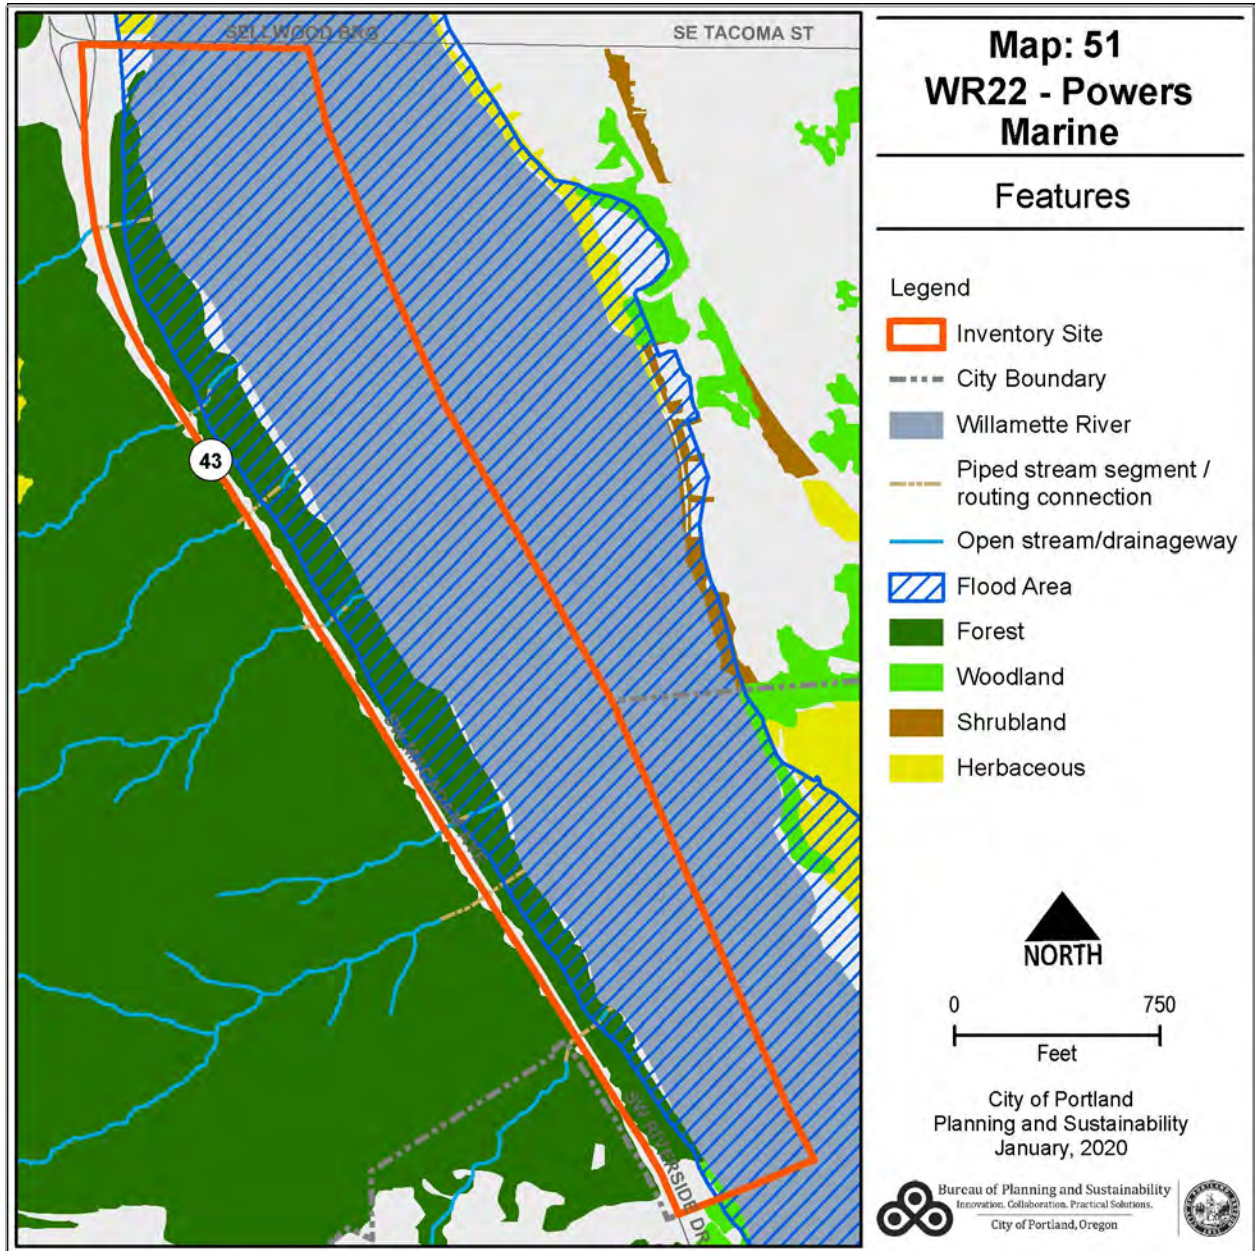 SELLWOOD BRG
SE TACOMA ST
43
SW RIVERSIDE DR
Map: 51
WR22 - Powers
Marine
Features
Legend
Inventory Site
City Boundary
Willamette River
Piped stream segment /
routing connection
Open stream/drainageway
Flood Area
Forest
Woodland
Shrubland
Herbaceous
NORTH
0 750
Feet
City of Portland
Planning and Sustainability
January, 2020
Bureau of Planning and Sustainability
Innovation. Collaboration. Practical Solutions.
City of Portland, Oregon